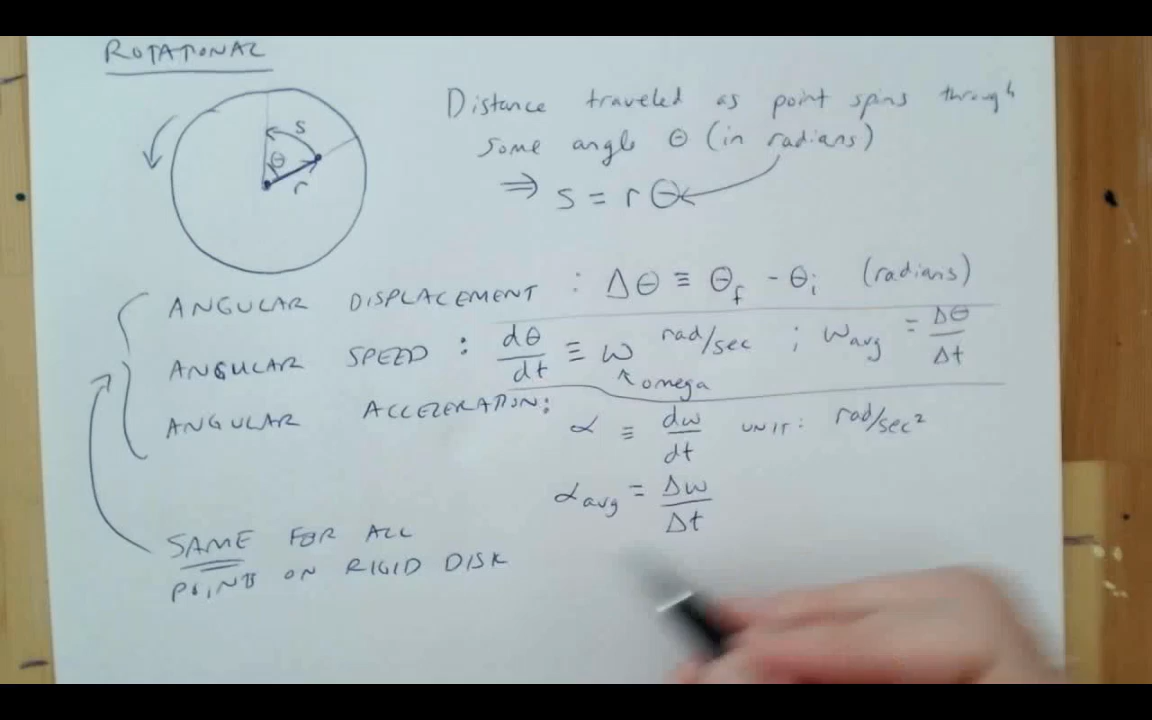 ROTATIONAL
S
θ
r
Distance traveled as point spins through
some angle θ (in radians)
⇒ s = r θ
ANGULAR DISPLACEMENT : Δθ ≡ θf - θi (radians)
ANGULAR SPEED : dθ/dt ≡ ω rad/sec ; ωavg = Δθ/Δt
omega
ANGULAR ACCELERATION: α ≡ dω/dt UNIT: rad/sec²
αavg = Δω/Δt
SAME FOR ALL
POINTS ON RIGID DISK